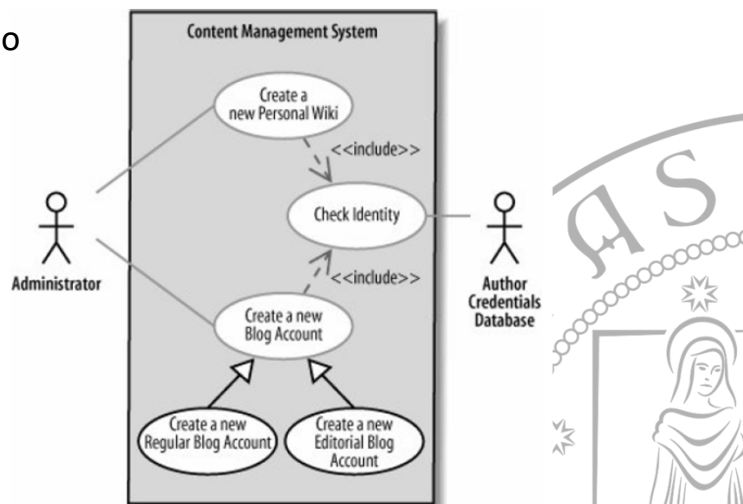 o
Content Management System
Create a
new Personal Wiki
<<include>>
Check Identity
Administrator
Author
Credentials
Database
<<include>>
Create a new
Blog Account
Create a new
Regular Blog Account
Create a new
Editorial Blog
Account
A S